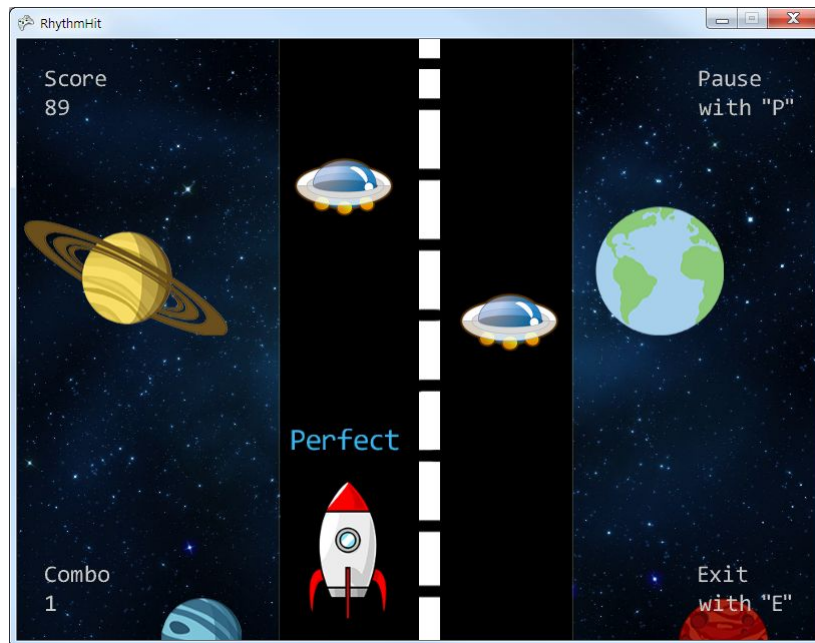 RhythmHit
Score
89
Pause
with "P"
Perfect
Combo
1
Exit
with "E"